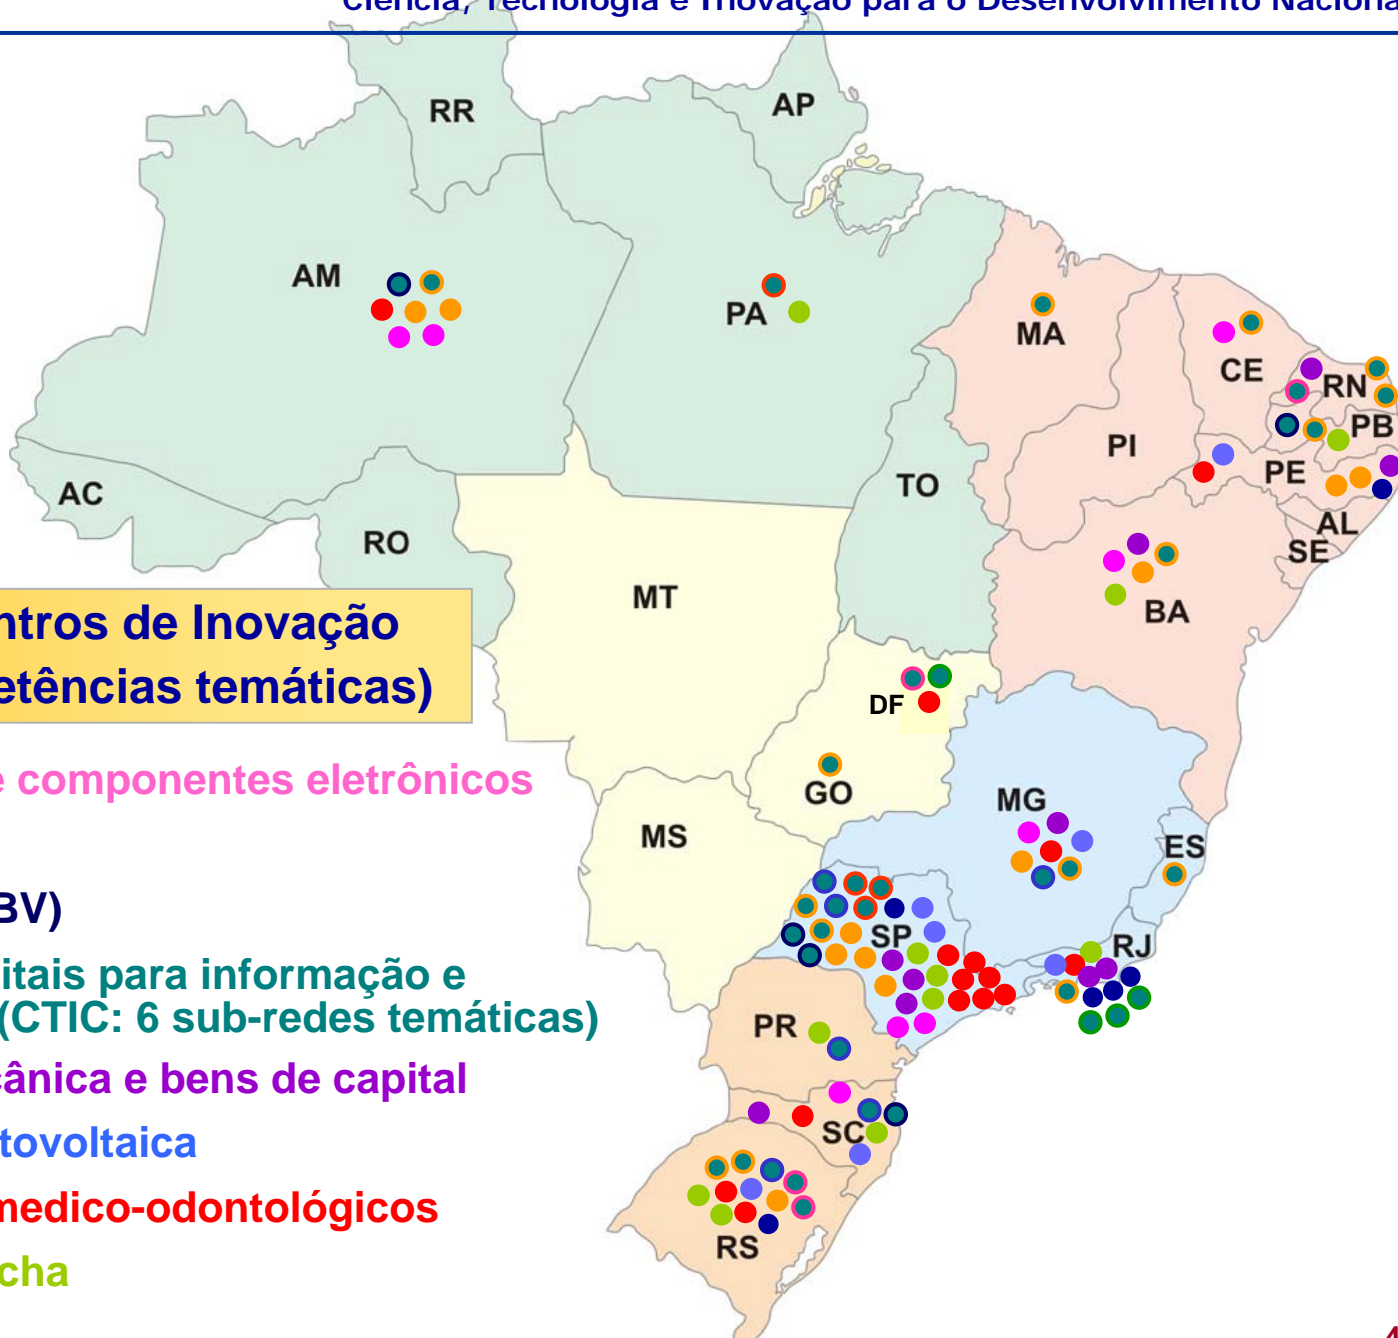 Ciência, Tecnologia e Inovação para o Desenvolvimento Naciona
RR
AP
AM
PA
MA
CE
RN
PB
PI
PE
AC
TO
AL
SE
RO
MT
BA
ntros de Inovação
etências temáticas)
DF
e componentes eletrônicos
GO
MG
MS
ES
BV)
SP
RJ
itais para informação e
(CTIC: 6 sub-redes temáticas)
PR
cânica e bens de capital
SC
tovoltaica
medico-odontológicos
RS
cha